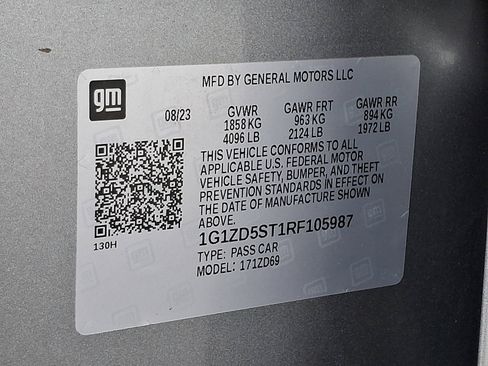 gm
MFD BY GENERAL MOTORS LLC
08/23 GVWR GAWR FRT GAWR RR
1858 KG 963 KG 894 KG
4096 LB 2124 LB 1972 LB
THIS VEHICLE CONFORMS TO ALL
APPLICABLE U.S. FEDERAL MOTOR
VEHICLE SAFETY, BUMPER, AND THEFT
PREVENTION STANDARDS IN EFFECT ON
THE DATE OF MANUFACTURE SHOWN
ABOVE.
130H
1G1ZD5ST1RF105987
TYPE: PASS CAR
MODEL: 171ZD69